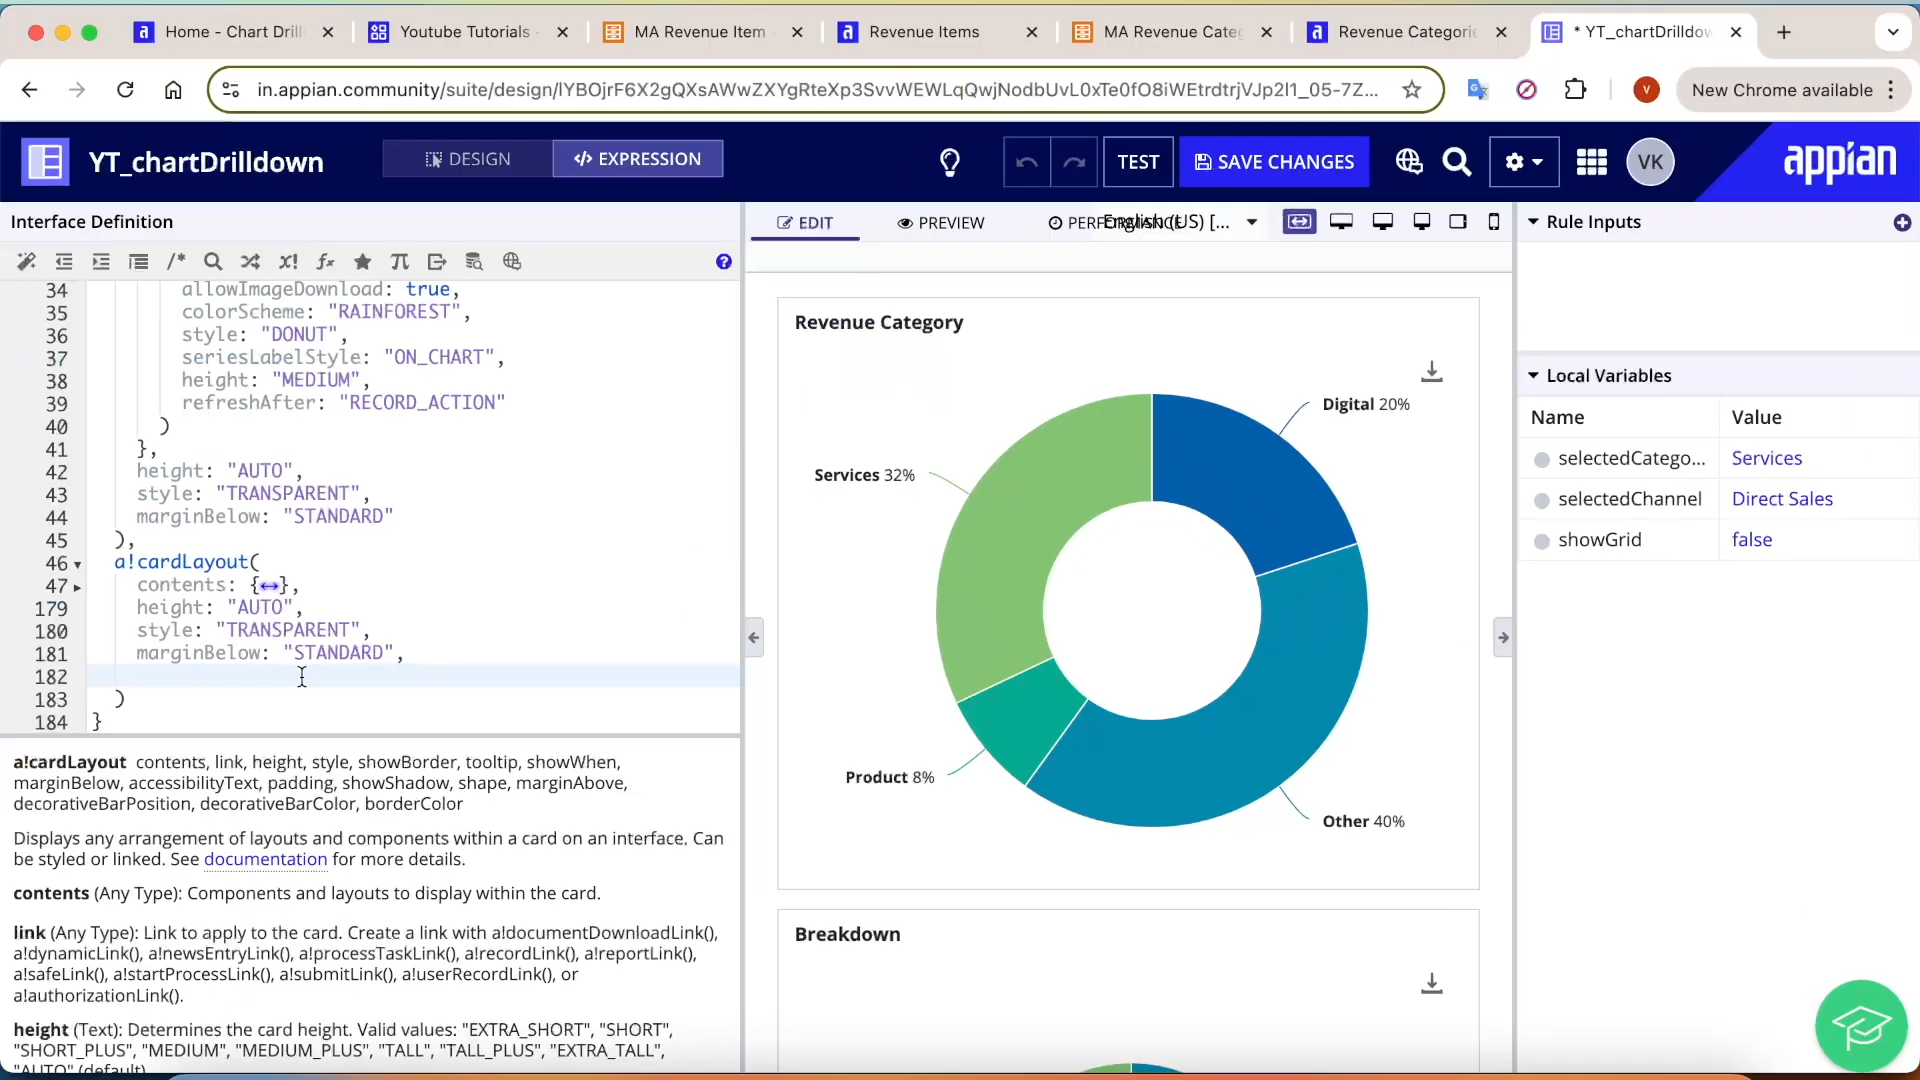 Home - Chart Drill
Youtube Tutorials -
MA Revenue Item
Revenue Items
MA Revenue Cate
Revenue Categorie
* YT_chartDrilldow
in.appian.community/suite/design/lYBOjrF6X2gQXsAWwZXYgRteXp3SvvWEWLqQwjNodbUvL0xTe0fO8iWEtrdtrjVJp2l1_05-7Z...
V
New Chrome available
YT_chartDrilldown
DESIGN
</> EXPRESSION
TEST
SAVE CHANGES
VK
appian
Interface Definition
EDIT
PREVIEW
English (US) [...
Rule Inputs
34 allowImageDownload: true,
35 colorScheme: "RAINFOREST",
36 style: "DONUT",
37 seriesLabelStyle: "ON_CHART",
38 height: "MEDIUM",
39 refreshAfter: "RECORD_ACTION"
40 )
41 },
42 height: "AUTO",
43 style: "TRANSPARENT",
44 marginBelow: "STANDARD"
45 ),
46 a!cardLayout(
47 contents: {↔},
179 height: "AUTO",
180 style: "TRANSPARENT",
181 marginBelow: "STANDARD",
182
183 )
184 }
a!cardLayout contents, link, height, style, showBorder, tooltip, showWhen,
marginBelow, accessibilityText, padding, showShadow, shape, marginAbove,
decorativeBarPosition, decorativeBarColor, borderColor
Displays any arrangement of layouts and components within a card on an interface. Can
be styled or linked. See documentation for more details.
contents (Any Type): Components and layouts to display within the card.
link (Any Type): Link to apply to the card. Create a link with a!documentDownloadLink(),
a!dynamicLink(), a!newsEntryLink(), a!processTaskLink(), a!recordLink(), a!reportLink(),
a!safeLink(), a!startProcessLink(), a!submitLink(), a!userRecordLink(), or
a!authorizationLink().
height (Text): Determines the card height. Valid values: "EXTRA_SHORT", "SHORT",
"SHORT_PLUS", "MEDIUM", "MEDIUM_PLUS", "TALL", "TALL_PLUS", "EXTRA_TALL",
"AUTO" (default)
Revenue Category
Digital 20%
Services 32%
Product 8%
Other 40%
Breakdown
Local Variables
Name Value
selectedCatego... Services
selectedChannel Direct Sales
showGrid false